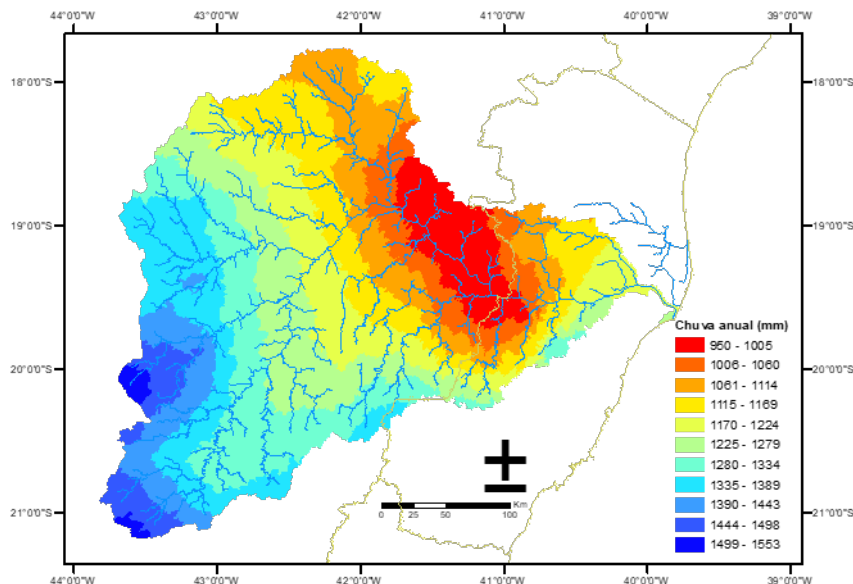 44°0'0"W 43°0'0"W 42°0'0"W 41°0'0"W 40°0'0"W 39°0'0"W
18°0'0"S 18°0'0"S
19°0'0"S 19°0'0"S
20°0'0"S 20°0'0"S
21°0'0"S 21°0'0"S
Chuva anual (mm)
950 - 1005
1006 - 1060
1061 - 1114
1115 - 1169
1170 - 1224
1225 - 1279
1280 - 1334
1335 - 1389
1390 - 1443
1444 - 1498
1499 - 1553
Km
0 25 50 100
44°0'0"W 43°0'0"W 42°0'0"W 41°0'0"W 40°0'0"W 39°0'0"W